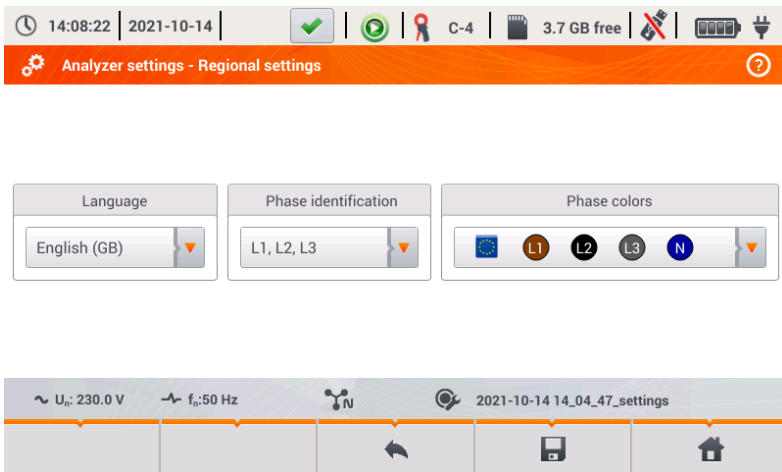 14:08:22 2021-10-14 C-4 3.7 GB free
Analyzer settings - Regional settings ?
Language Phase identification Phase colors
English (GB) L1, L2, L3 L1 L2 L3 N
Uₙ: 230.0 V fₙ:50 Hz N 2021-10-14 14_04_47_settings